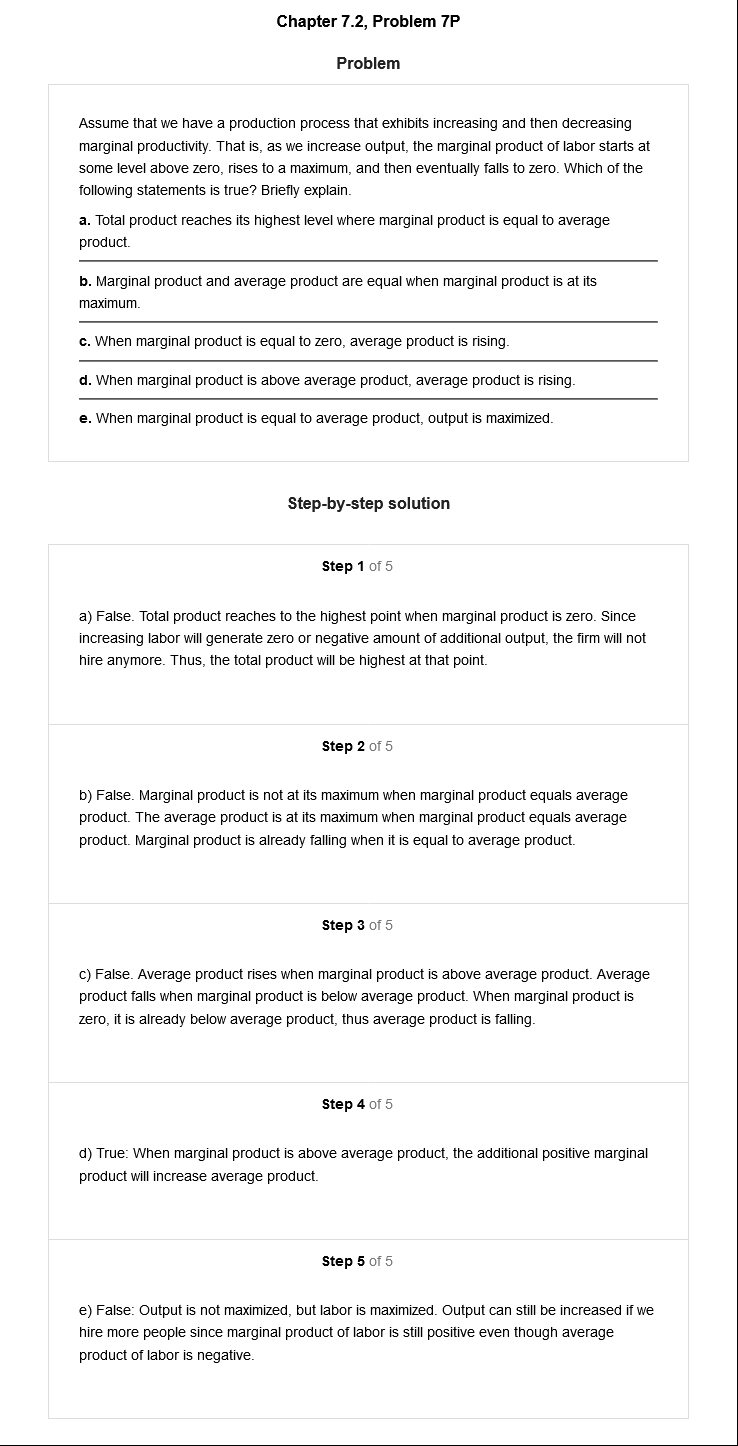 Chapter 7.2, Problem 7P
Problem
Assume that we have a production process that exhibits increasing and then decreasing
marginal productivity. That is, as we increase output, the marginal product of labor starts at
some level above zero, rises to a maximum, and then eventually falls to zero. Which of the
following statements is true? Briefly explain.
a. Total product reaches its highest level where marginal product is equal to average
product.
b. Marginal product and average product are equal when marginal product is at its
maximum.
c. When marginal product is equal to zero, average product is rising.
d. When marginal product is above average product, average product is rising.
e. When marginal product is equal to average product, output is maximized.
Step-by-step solution
Step 1 of 5
a) False. Total product reaches to the highest point when marginal product is zero. Since
increasing labor will generate zero or negative amount of additional output, the firm will not
hire anymore. Thus, the total product will be highest at that point.
Step 2 of 5
b) False. Marginal product is not at its maximum when marginal product equals average
product. The average product is at its maximum when marginal product equals average
product. Marginal product is already falling when it is equal to average product.
Step 3 of 5
c) False. Average product rises when marginal product is above average product. Average
product falls when marginal product is below average product. When marginal product is
zero, it is already below average product, thus average product is falling.
Step 4 of 5
d) True: When marginal product is above average product, the additional positive marginal
product will increase average product.
Step 5 of 5
e) False: Output is not maximized, but labor is maximized. Output can still be increased if we
hire more people since marginal product of labor is still positive even though average
product of labor is negative.